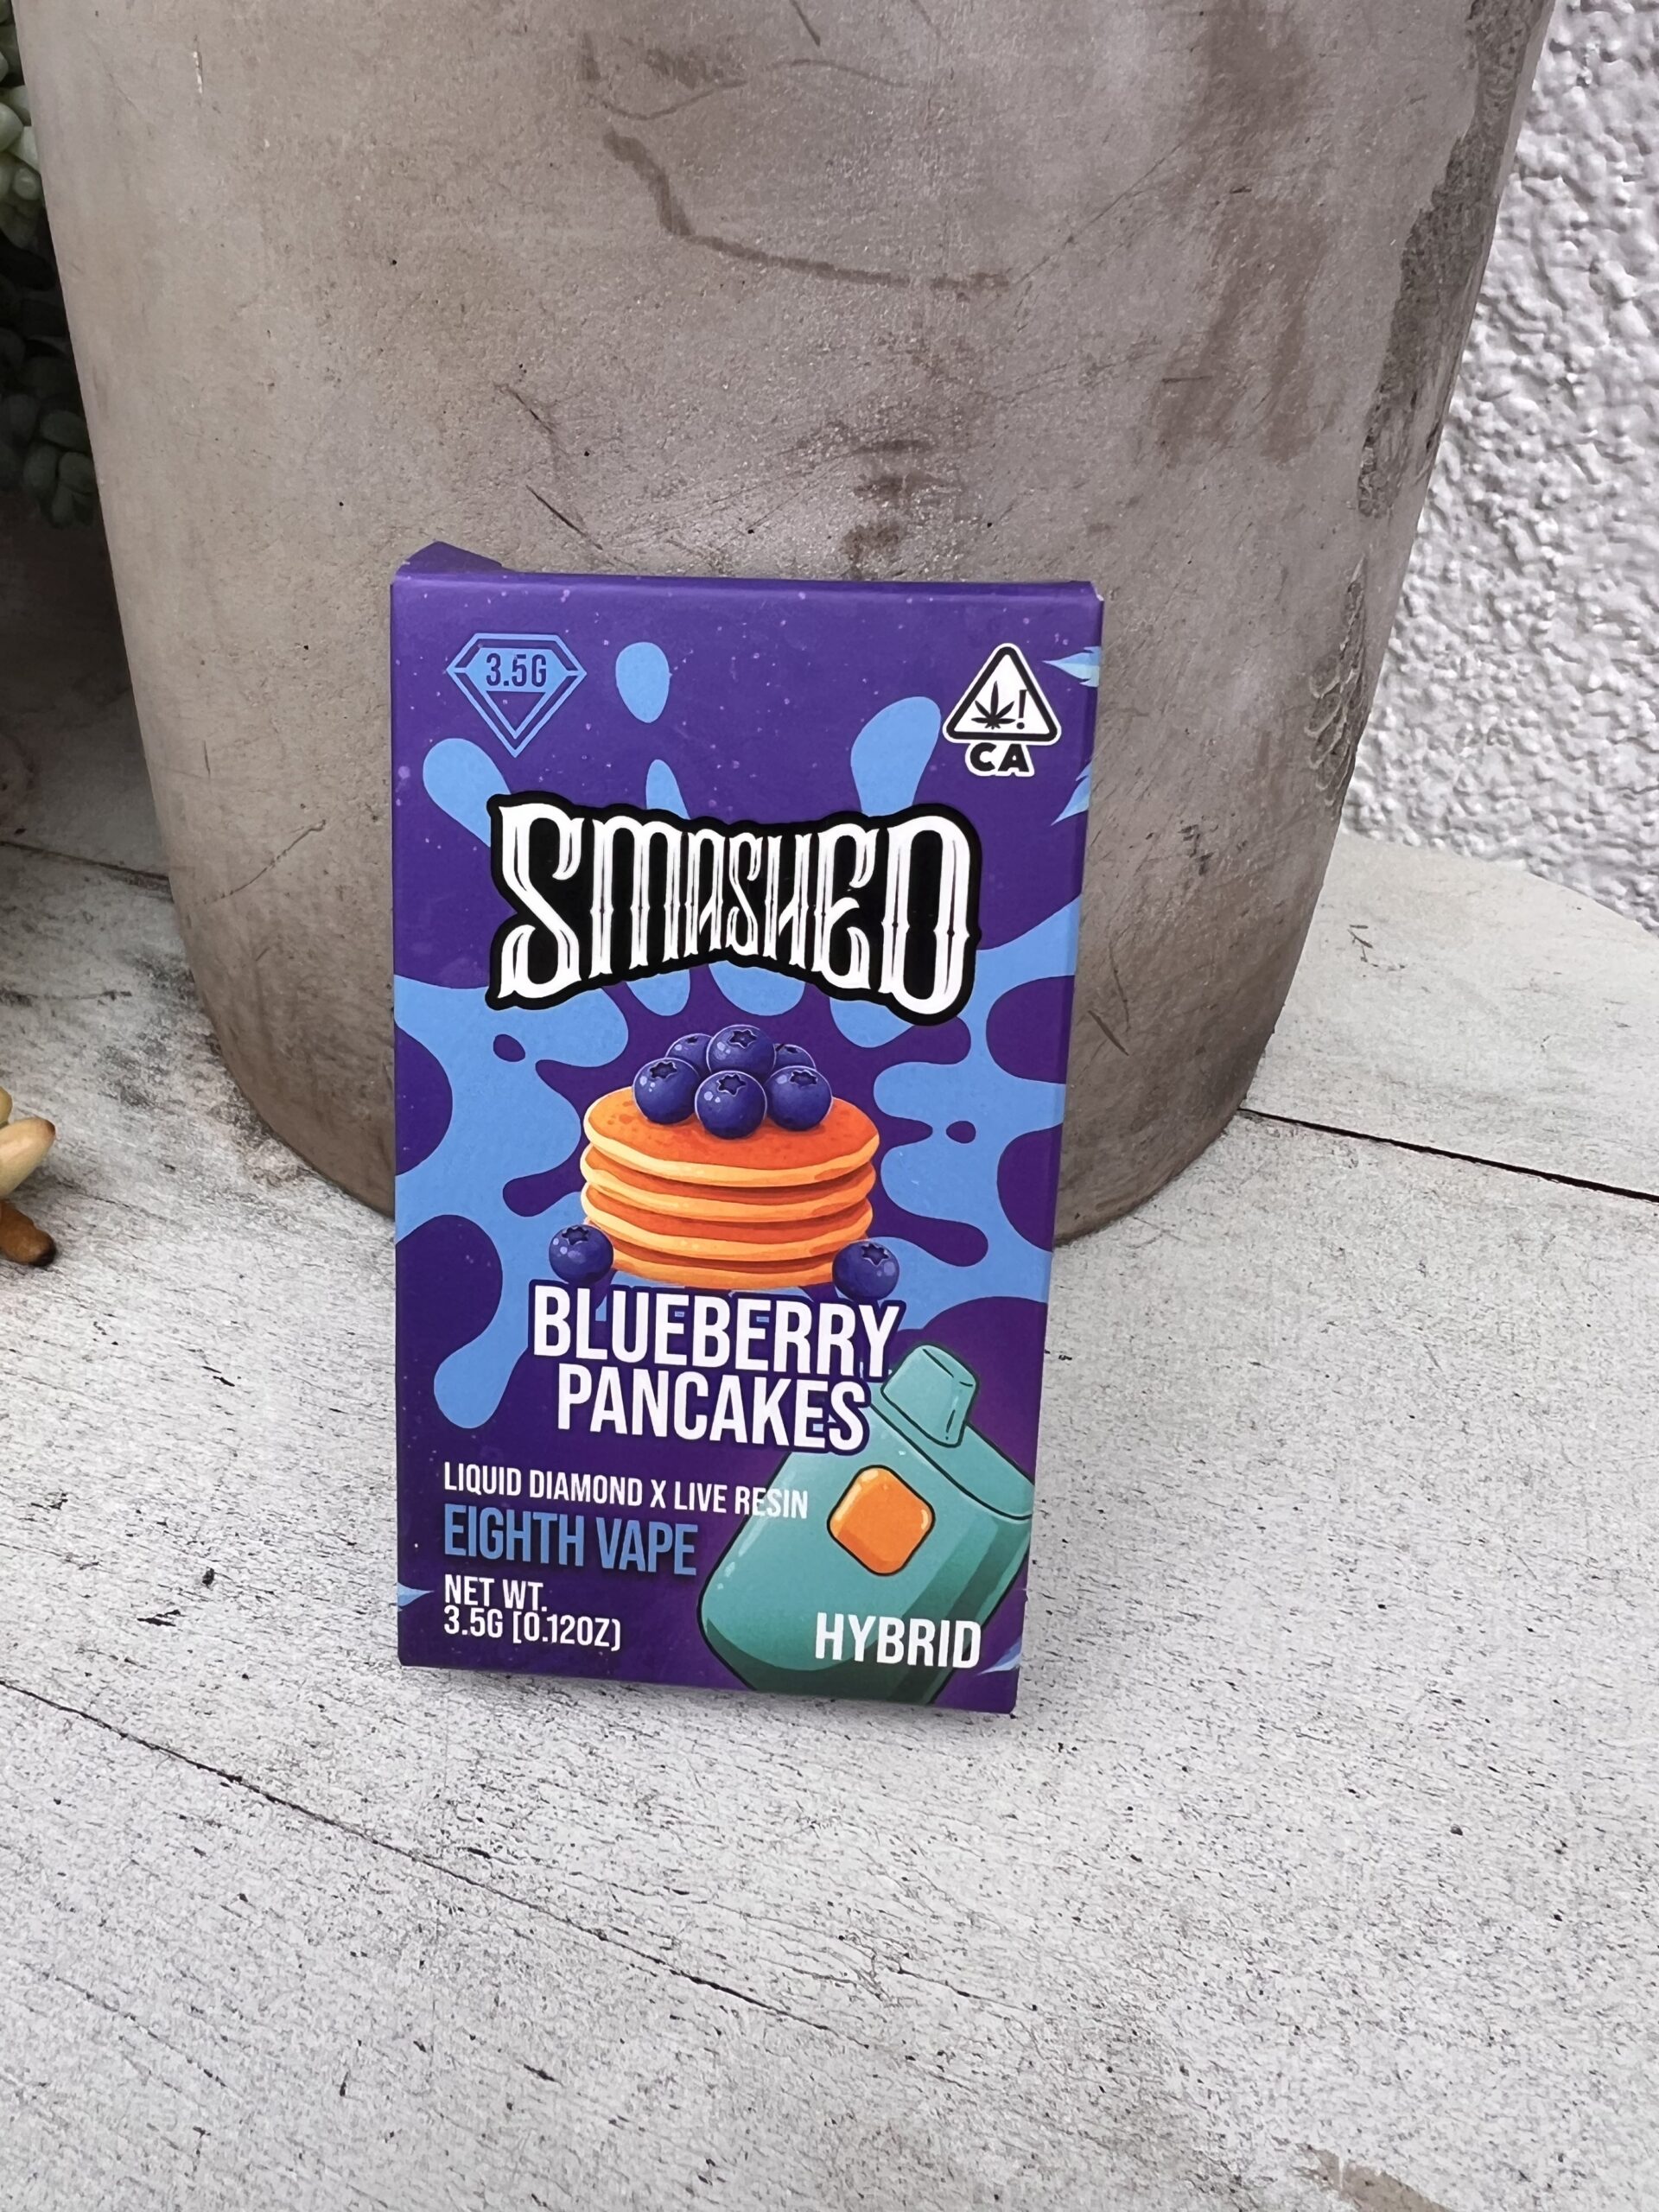 3.5G
CA
SMASHED
BLUEBERRY
PANCAKES
LIQUID DIAMOND X LIVE RESIN
EIGHTH VAPE
NET WT.
3.5G [0.12OZ]
HYBRID